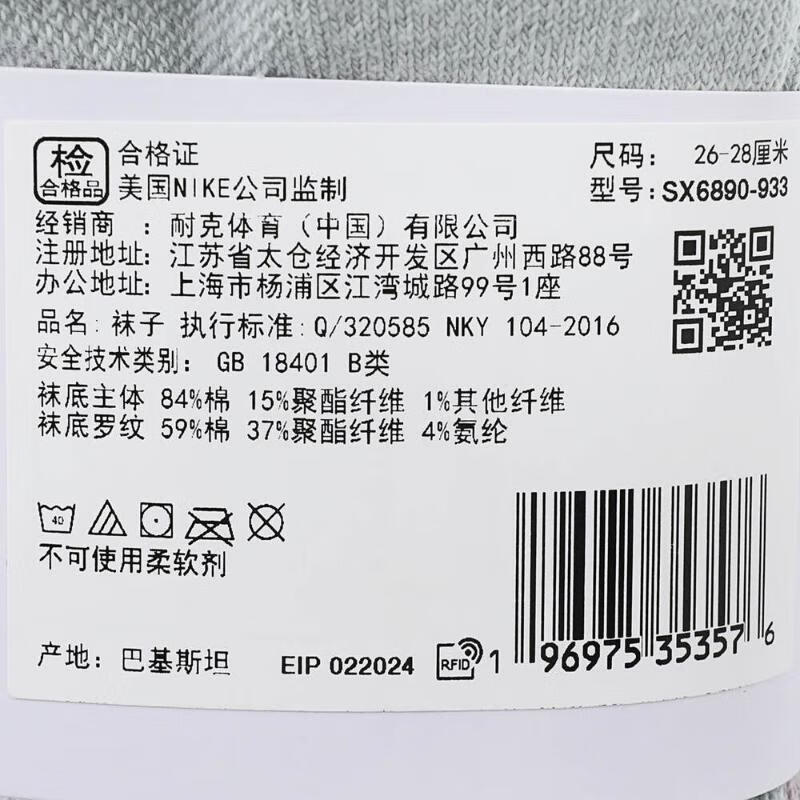 检
合格品
合格证
美国NIKE公司监制
尺码： 26-28厘米
型号：SX6890-933
经销商 ：耐克体育（中国）有限公司
注册地址：江苏省太仓经济开发区广州西路88号
办公地址：上海市杨浦区江湾城路99号1座
品名：袜子 执行标准：Q/320585 NKY 104-2016
安全技术类别： GB 18401 B类
袜底主体 84%棉 15%聚酯纤维 1%其他纤维
袜底罗纹 59%棉 37%聚酯纤维 4%氨纶
40
不可使用柔软剂
产地：巴基斯坦 EIP 022024 RFID 1 96975 35357 6